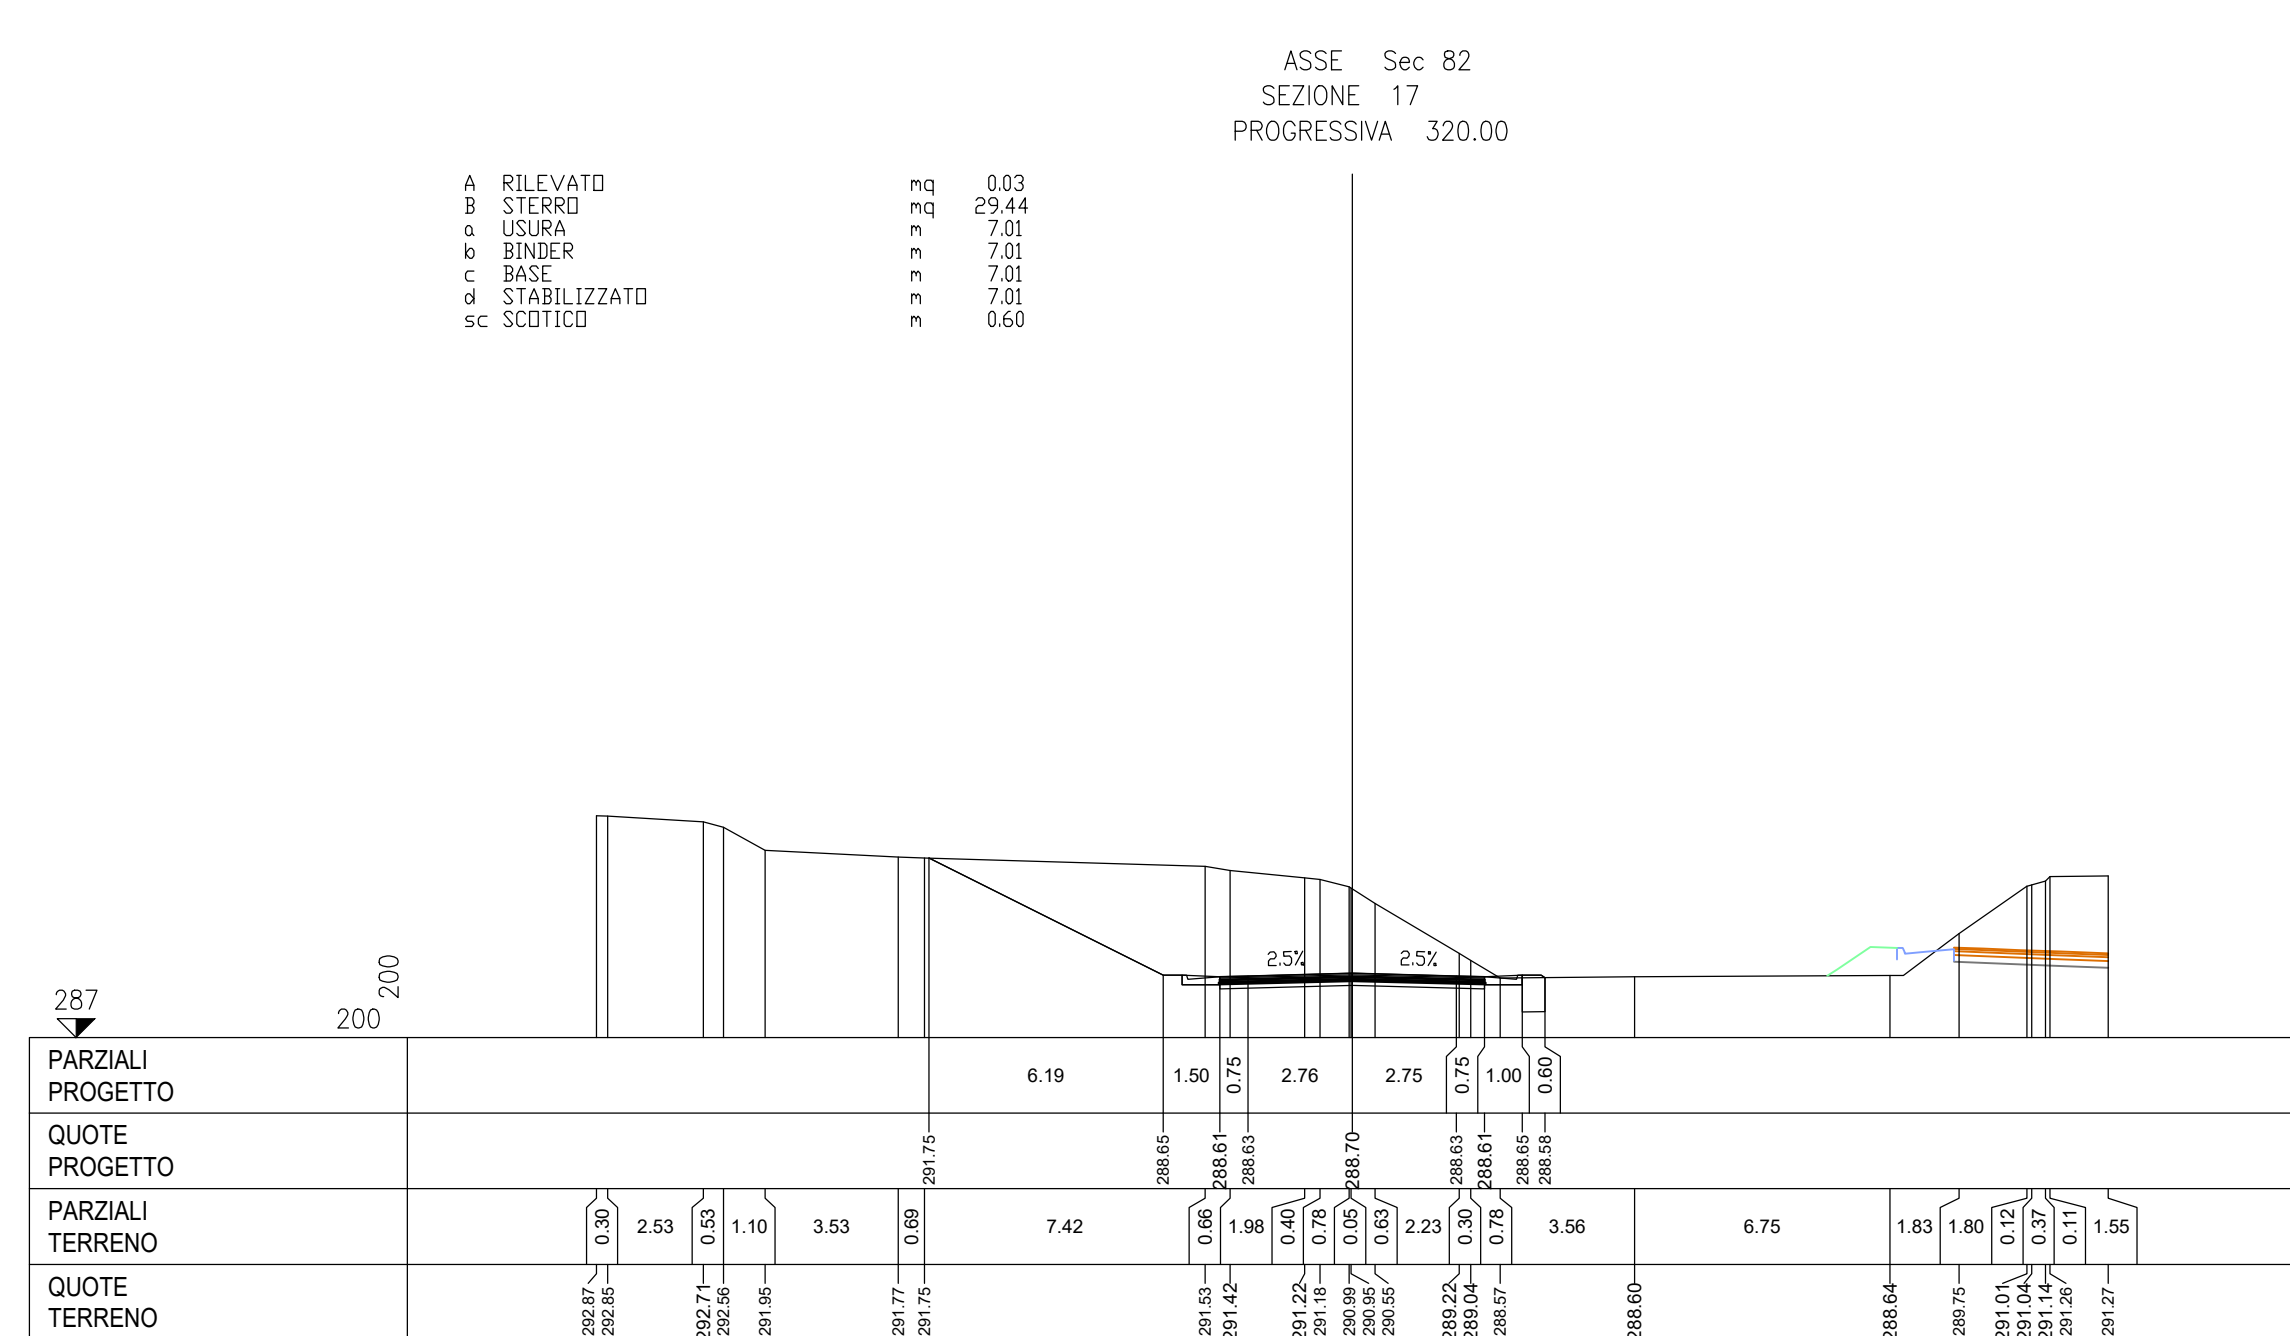 ASSE Sec 82
SEZIONE 17
PROGRESSIVA 320.00
A RILEVATO mq 0.03
B STERRO mq 29.44
a USURA m 7.01
b BINDER m 7.01
c BASE m 7.01
d STABILIZZATO m 7.01
sc SCOTICO m 0.60
2.5% 2.5%
287 200 200
PARZIALI
PROGETTO
6.19 1.50 0.75 2.76 2.75 0.75 1.00 0.60
QUOTE
PROGETTO
291.75 288.65 288.61 288.63 288.70 288.63 288.61 288.65 288.58
PARZIALI
TERRENO
0.30 2.53 0.53 1.10 3.53 0.69 7.42 0.66 1.98 0.40 0.78 0.05 0.63 2.23 0.30 0.78 3.56 6.75 1.83 1.80 0.12 0.37 0.11 1.55
QUOTE
TERRENO
292.87 292.85 292.71 292.56 291.95 291.77 291.75 291.53 291.42 291.22 291.18 290.99 290.95 290.55 289.22 289.04 288.57 288.60 288.64 289.75 291.01 291.04 291.14 291.26 291.27